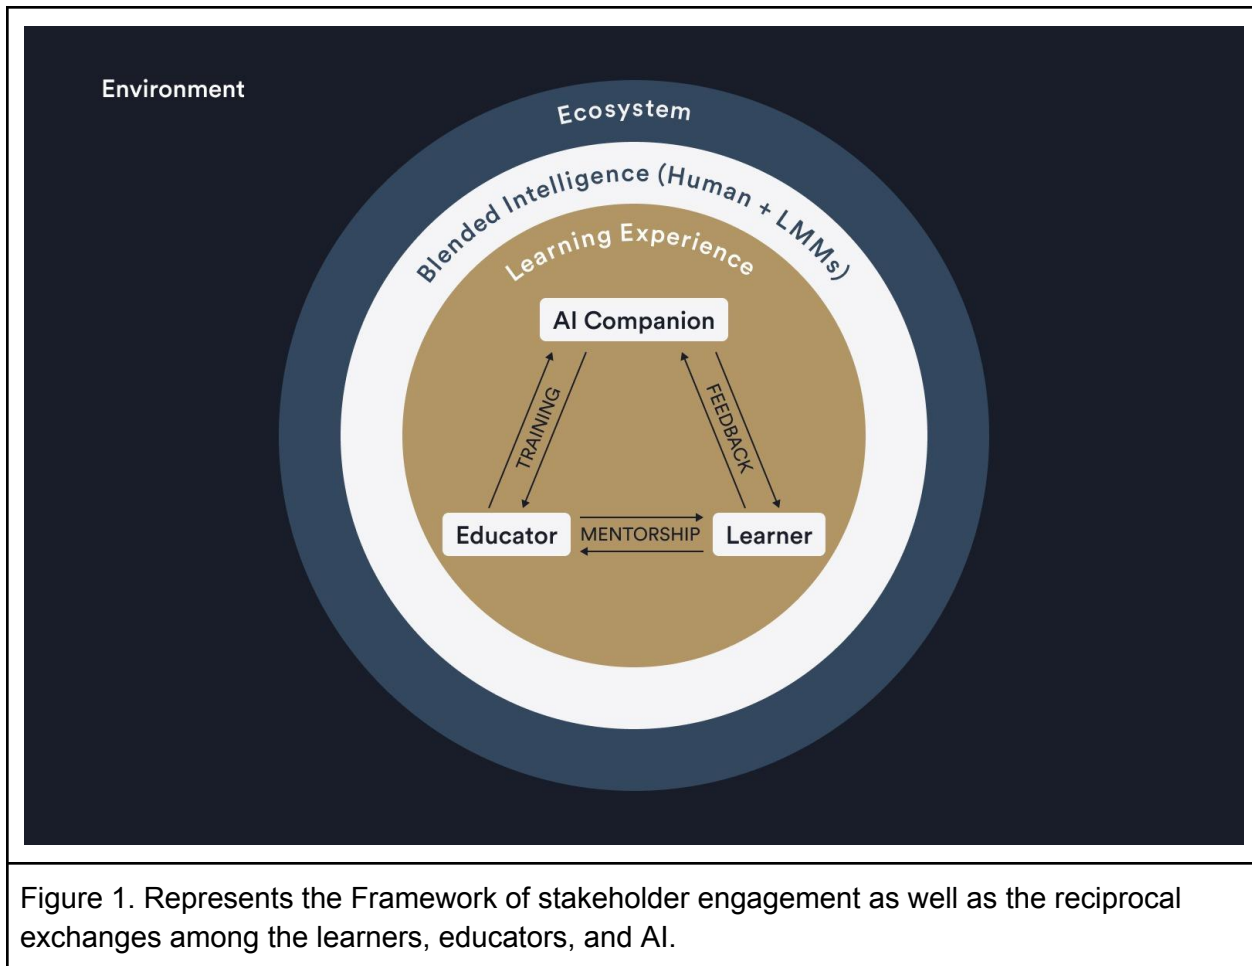 Environment
Ecosystem
Blended Intelligence (Human + LMMs)
Learning Experience
AI Companion
TRAINING
FEEDBACK
Educator
MENTORSHIP
Learner
Figure 1. Represents the Framework of stakeholder engagement as well as the reciprocal
exchanges among the learners, educators, and AI.